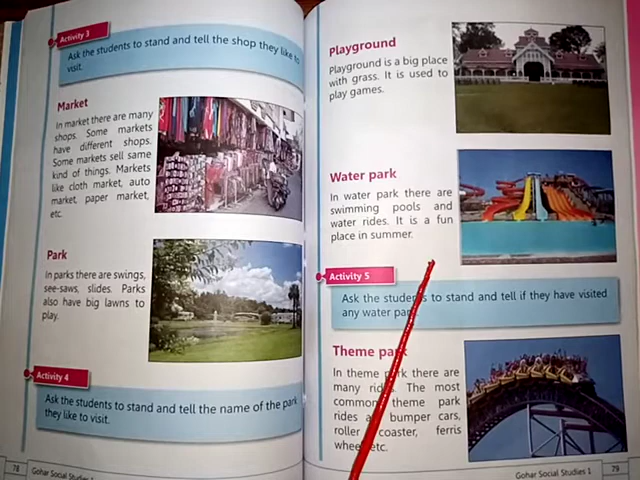 Activity 3
Ask the students to stand and tell the shop they like to
visit.
Market
In market there are many
shops. Some markets
have different shops.
Some markets sell same
kind of things. Markets
like cloth market, auto
market, paper market,
etc.
Park
In parks there are swings,
see-saws, slides. Parks
also have big lawns to
play.
Activity 4
Ask the students to stand and tell the name of the park
they like to visit.
78
Gohar Social Studies 1
Playground
Playground is a big place
with grass. It is used to
play games.
Water park
In water park there are
swimming pools and
water rides. It is a fun
place in summer.
Activity 5
Ask the students to stand and tell if they have visited
any water park.
Theme park
In theme park there are
many rides. The most
common theme park
rides are bumper cars,
roller coaster, ferris
wheel etc.
Gohar Social Studies 1
79